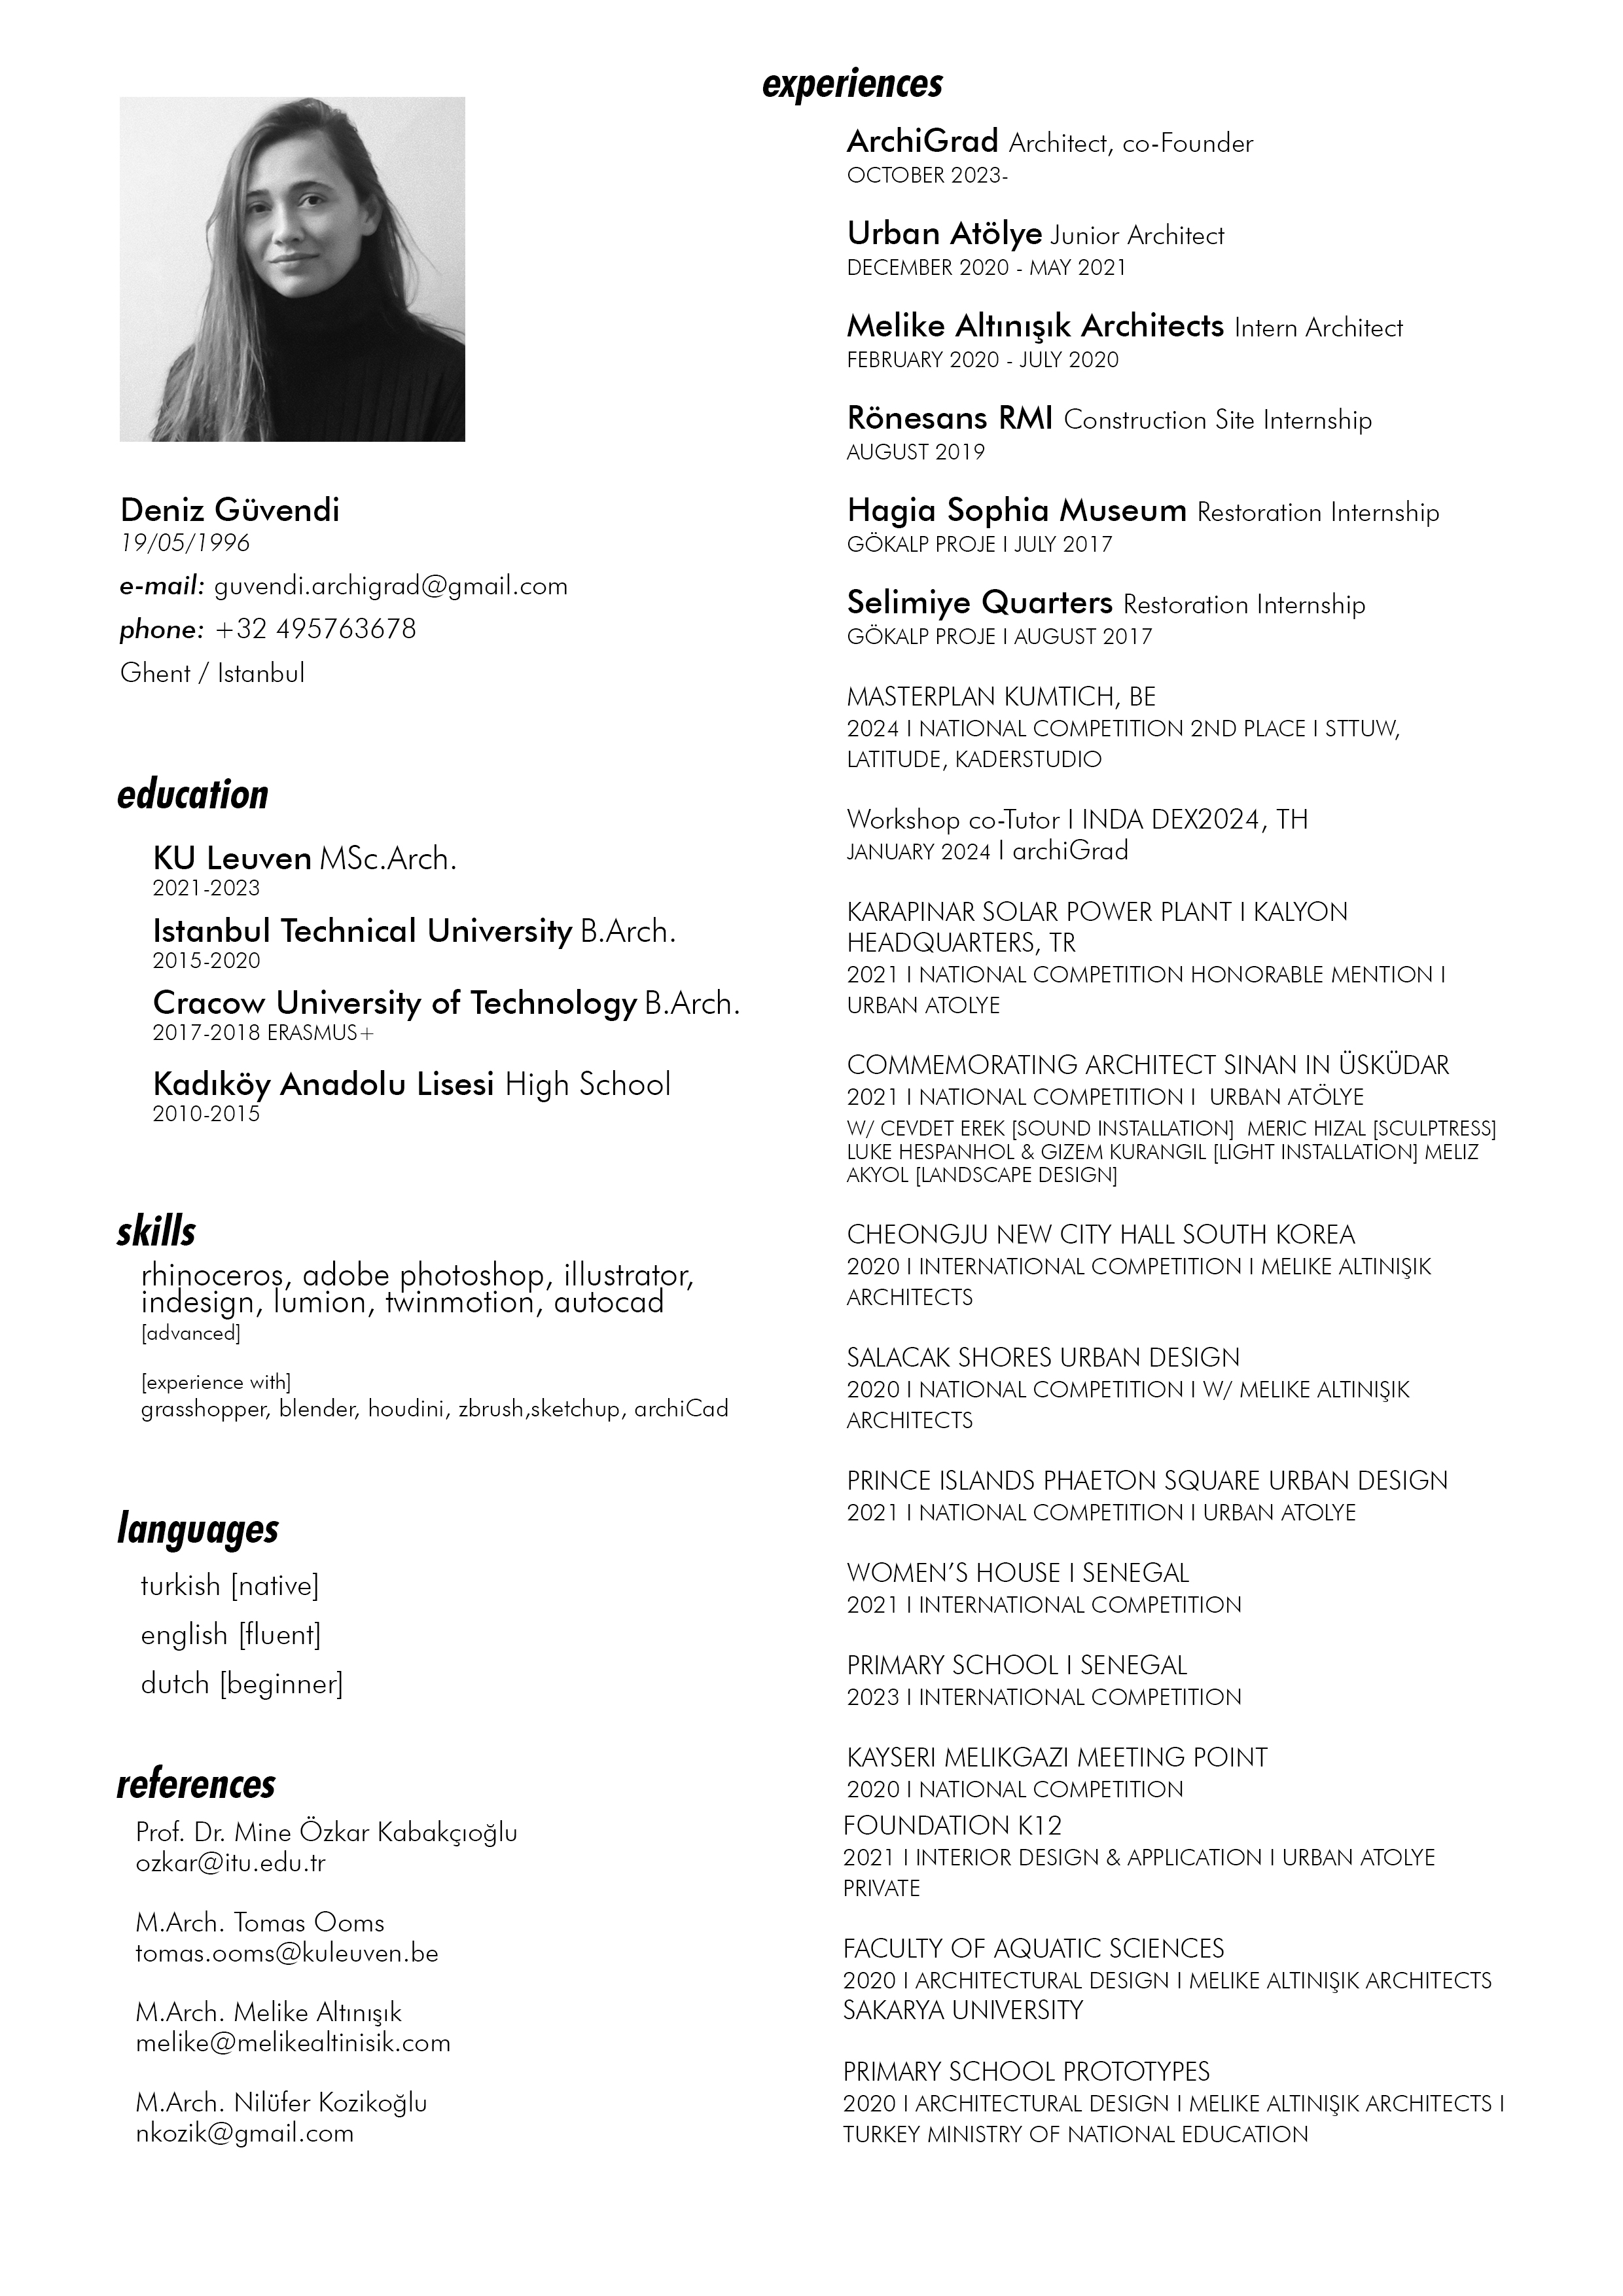 Deniz Güvendi
19/05/1996
e-mail: guvendi.archigrad@gmail.com
phone: +32 495763678
Ghent / Istanbul
education
KU Leuven MSc.Arch.
2021-2023
Istanbul Technical University B.Arch.
2015-2020
Cracow University of Technology B.Arch.
2017-2018 ERASMUS+
Kadıköy Anadolu Lisesi High School
2010-2015
skills
rhinoceros, adobe photoshop, illustrator,
indesign, lumion, twinmotion, autocad
[advanced]
[experience with]
grasshopper, blender, houdini, zbrush,sketchup, archiCad
languages
turkish [native]
english [fluent]
dutch [beginner]
references
Prof. Dr. Mine Özkar Kabakçıoğlu
ozkar@itu.edu.tr
M.Arch. Tomas Ooms
tomas.ooms@kuleuven.be
M.Arch. Melike Altınışık
melike@melikealtinisik.com
M.Arch. Nilüfer Kozikoğlu
nkozik@gmail.com
experiences
ArchiGrad Architect, co-Founder
OCTOBER 2023-
Urban Atölye Junior Architect
DECEMBER 2020 - MAY 2021
Melike Altınışık Architects Intern Architect
FEBRUARY 2020 - JULY 2020
Rönesans RMI Construction Site Internship
AUGUST 2019
Hagia Sophia Museum Restoration Internship
GÖKALP PROJE I JULY 2017
Selimiye Quarters Restoration Internship
GÖKALP PROJE I AUGUST 2017
MASTERPLAN KUMTICH, BE
2024 I NATIONAL COMPETITION 2ND PLACE I STTUW,
LATITUDE, KADERSTUDIO
Workshop co-Tutor I INDA DEX2024, TH
JANUARY 2024 I archiGrad
KARAPINAR SOLAR POWER PLANT I KALYON
HEADQUARTERS, TR
2021 I NATIONAL COMPETITION HONORABLE MENTION I
URBAN ATOLYE
COMMEMORATING ARCHITECT SINAN IN ÜSKÜDAR
2021 I NATIONAL COMPETITION I  URBAN ATÖLYE
W/ CEVDET EREK [SOUND INSTALLATION]  MERIC HIZAL [SCULPTRESS]
LUKE HESPANHOL & GIZEM KURANGIL [LIGHT INSTALLATION] MELIZ
AKYOL [LANDSCAPE DESIGN]
CHEONGJU NEW CITY HALL SOUTH KOREA
2020 I INTERNATIONAL COMPETITION I MELIKE ALTINIŞIK
ARCHITECTS
SALACAK SHORES URBAN DESIGN
2020 I NATIONAL COMPETITION I W/ MELIKE ALTINIŞIK
ARCHITECTS
PRINCE ISLANDS PHAETON SQUARE URBAN DESIGN
2021 I NATIONAL COMPETITION I URBAN ATOLYE
WOMEN'S HOUSE I SENEGAL
2021 I INTERNATIONAL COMPETITION
PRIMARY SCHOOL I SENEGAL
2023 I INTERNATIONAL COMPETITION
KAYSERI MELIKGAZI MEETING POINT
2020 I NATIONAL COMPETITION
FOUNDATION K12
2021 I INTERIOR DESIGN & APPLICATION I URBAN ATOLYE
PRIVATE
FACULTY OF AQUATIC SCIENCES
2020 I ARCHITECTURAL DESIGN I MELIKE ALTINIŞIK ARCHITECTS
SAKARYA UNIVERSITY
PRIMARY SCHOOL PROTOTYPES
2020 I ARCHITECTURAL DESIGN I MELIKE ALTINIŞIK ARCHITECTS I
TURKEY MINISTRY OF NATIONAL EDUCATION